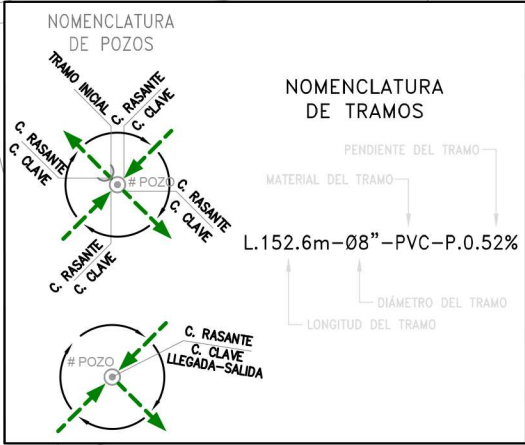 NOMENCLATURA
DE POZOS
TRAMO INICIAL
C. RASANTE
C. CLAVE
C. RASANTE
C. CLAVE
# POZO
C. RASANTE
C. CLAVE
C. RASANTE
C. CLAVE
# POZO
C. RASANTE
C. CLAVE
LLEGADA-SALIDA
NOMENCLATURA
DE TRAMOS
PENDIENTE DEL TRAMO
MATERIAL DEL TRAMO
L.152.6m-Ø8"-PVC-P.0.52%
DIÁMETRO DEL TRAMO
LONGITUD DEL TRAMO